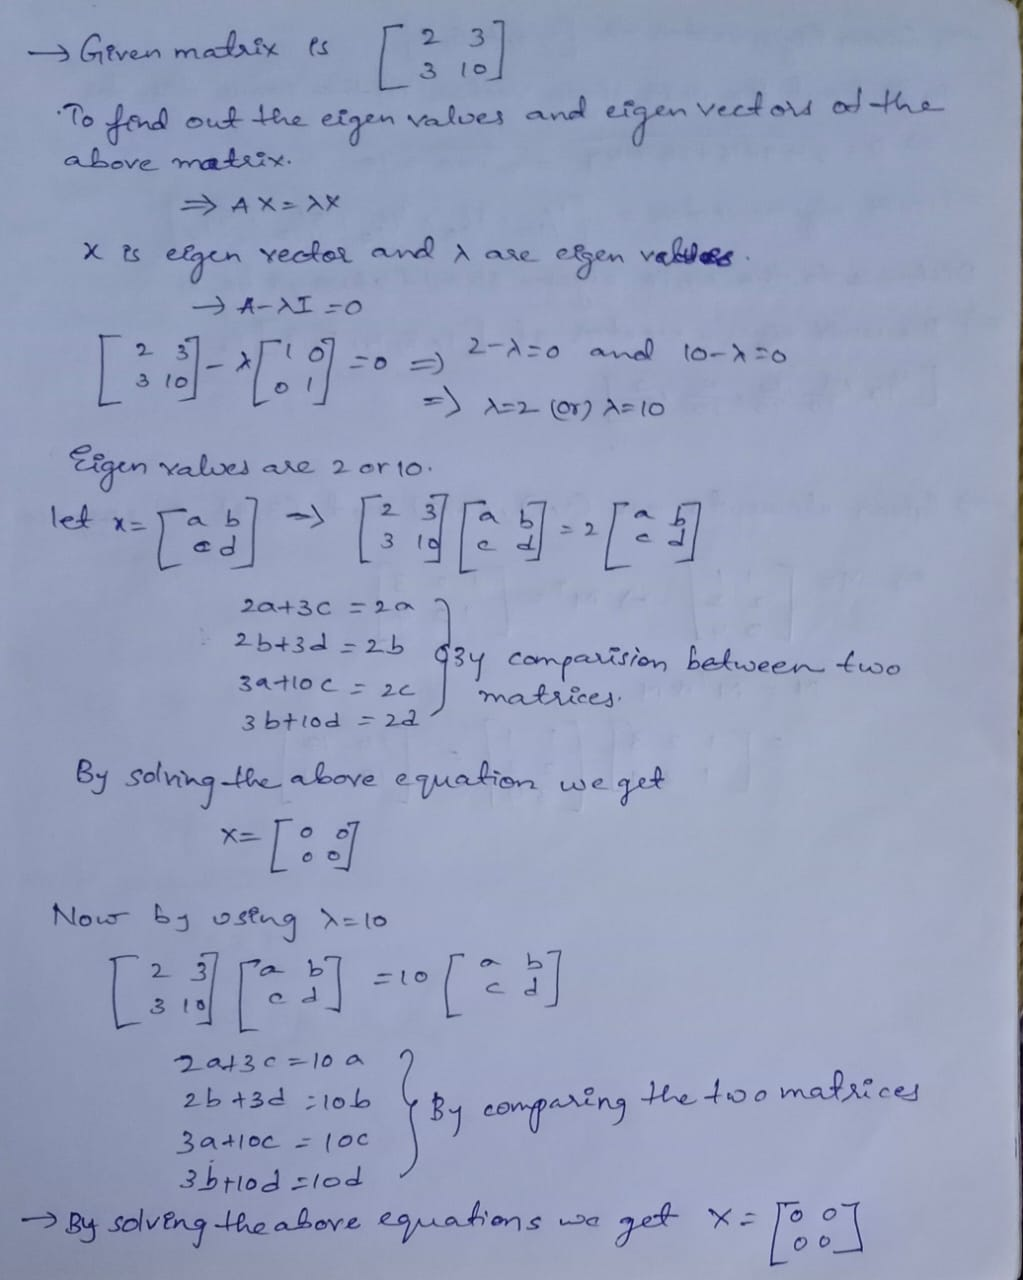 → Given matrix is [ 2 3 3 10 ]
To find out the eigen values and eigen vectors of the
above matrix.
⇒ AX = λX
X is eigen vector and λ are eigen values.
→ A-λI = 0
[ 2 3 3 10 ] - λ [ 1 0 0 1 ] = 0 ⇒ 2-λ=0 and 10-λ=0
⇒ λ=2 (or) λ=10
Eigen values are 2 or 10.
let x = [ a b c d ] ⇒ [ 2 3 3 10 ] [ a b c d ] = 2 [ a b c d ]
2a+3c = 2a
2b+3d = 2b
By comparision between two
3a+10c = 2c
matrices.
3b+10d = 2d
By solving the above equation we get
X = [ 0 0 0 0 ]
Now by using λ=10
[ 2 3 3 10 ] [ a b c d ] = 10 [ a b c d ]
2a+3c = 10a
2b+3d = 10b
By comparing the two matrices
3a+10c = 10c
3b+10d = 10d
→ By solving the above equations we get X = [ 0 0 0 0 ]